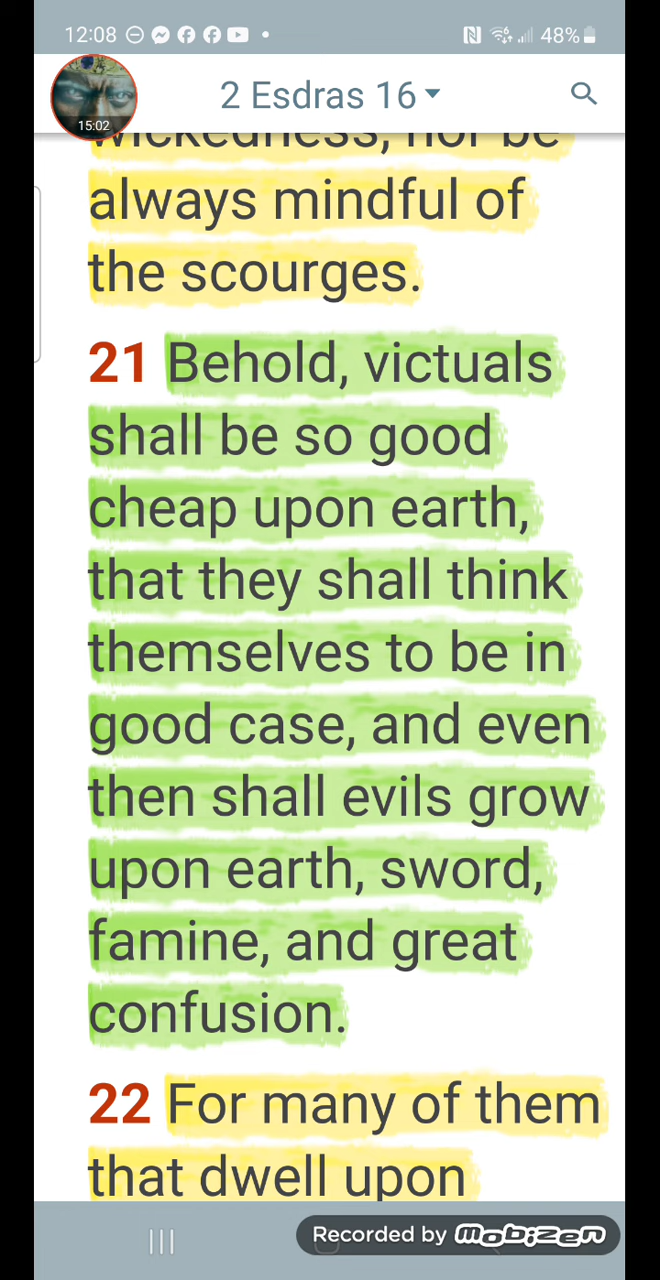 12:08 48%
15:02
2 Esdras 16
wickedness, nor be
always mindful of
the scourges.
21 Behold, victuals
shall be so good
cheap upon earth,
that they shall think
themselves to be in
good case, and even
then shall evils grow
upon earth, sword,
famine, and great
confusion.
22 For many of them
that dwell upon
Recorded by mobizen